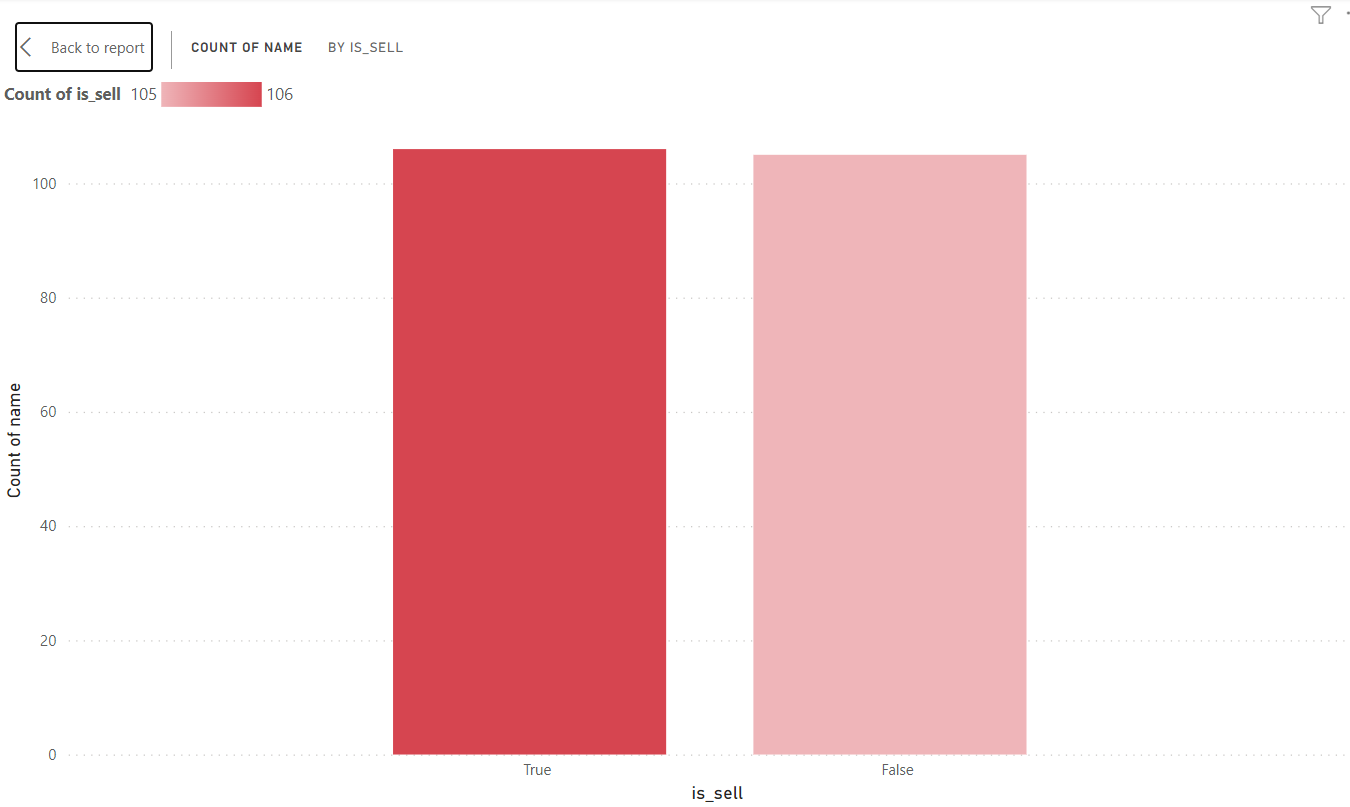 Back to report
COUNT OF NAME BY IS_SELL
Count of is_sell 105 106
100
80
60
40
20
0
Count of name
True False
is_sell